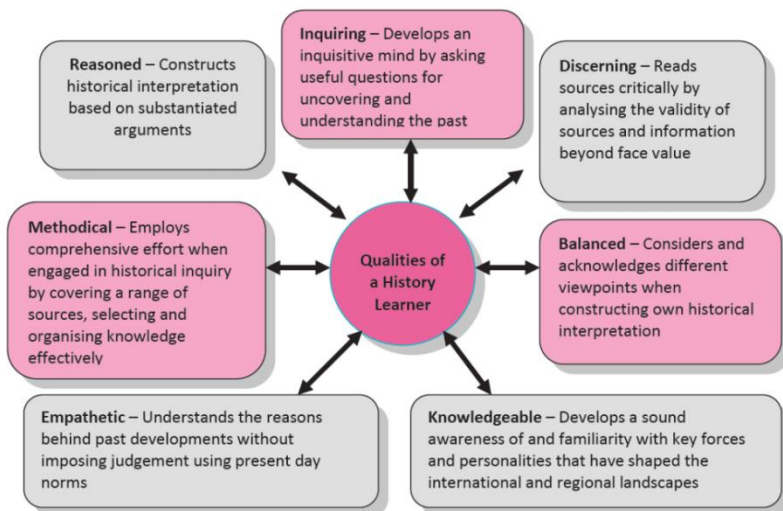 Inquiring – Develops an
inquisitive mind by asking
useful questions for
uncovering and
understanding the past
Reasoned – Constructs
historical interpretation
based on substantiated
arguments
Discerning – Reads
sources critically by
analysing the validity of
sources and information
beyond face value
Methodical – Employs
comprehensive effort when
engaged in historical inquiry
by covering a range of
sources, selecting and
organising knowledge
effectively
Qualities of
a History
Learner
Balanced – Considers and
acknowledges different
viewpoints when
constructing own historical
interpretation
Empathetic – Understands the reasons
behind past developments without
imposing judgement using present day
norms
Knowledgeable – Develops a sound
awareness of and familiarity with key forces
and personalities that have shaped the
international and regional landscapes